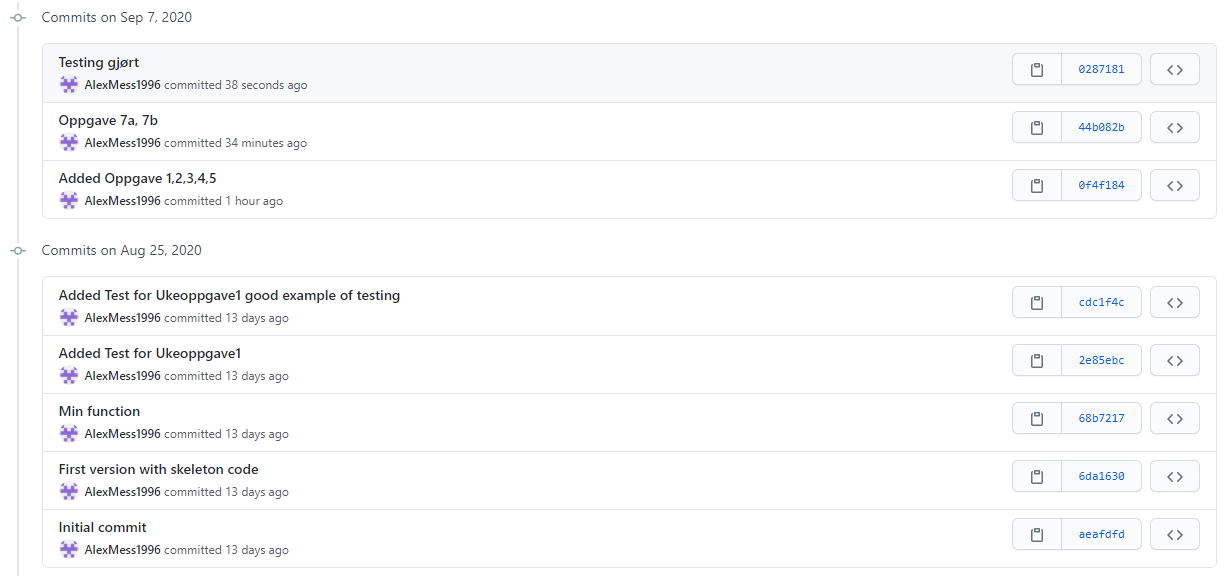 Commits on Sep 7, 2020
Testing gjørt
0287181
AlexMess1996 committed 38 seconds ago
Oppgave 7a, 7b
44b082b
AlexMess1996 committed 34 minutes ago
Added Oppgave 1,2,3,4,5
0f4f184
AlexMess1996 committed 1 hour ago
Commits on Aug 25, 2020
Added Test for Ukeoppgave1 good example of testing
cdc1f4c
AlexMess1996 committed 13 days ago
Added Test for Ukeoppgave1
2e85ebc
AlexMess1996 committed 13 days ago
Min function
68b7217
AlexMess1996 committed 13 days ago
First version with skeleton code
6da1630
AlexMess1996 committed 13 days ago
Initial commit
aeafdfd
AlexMess1996 committed 13 days ago